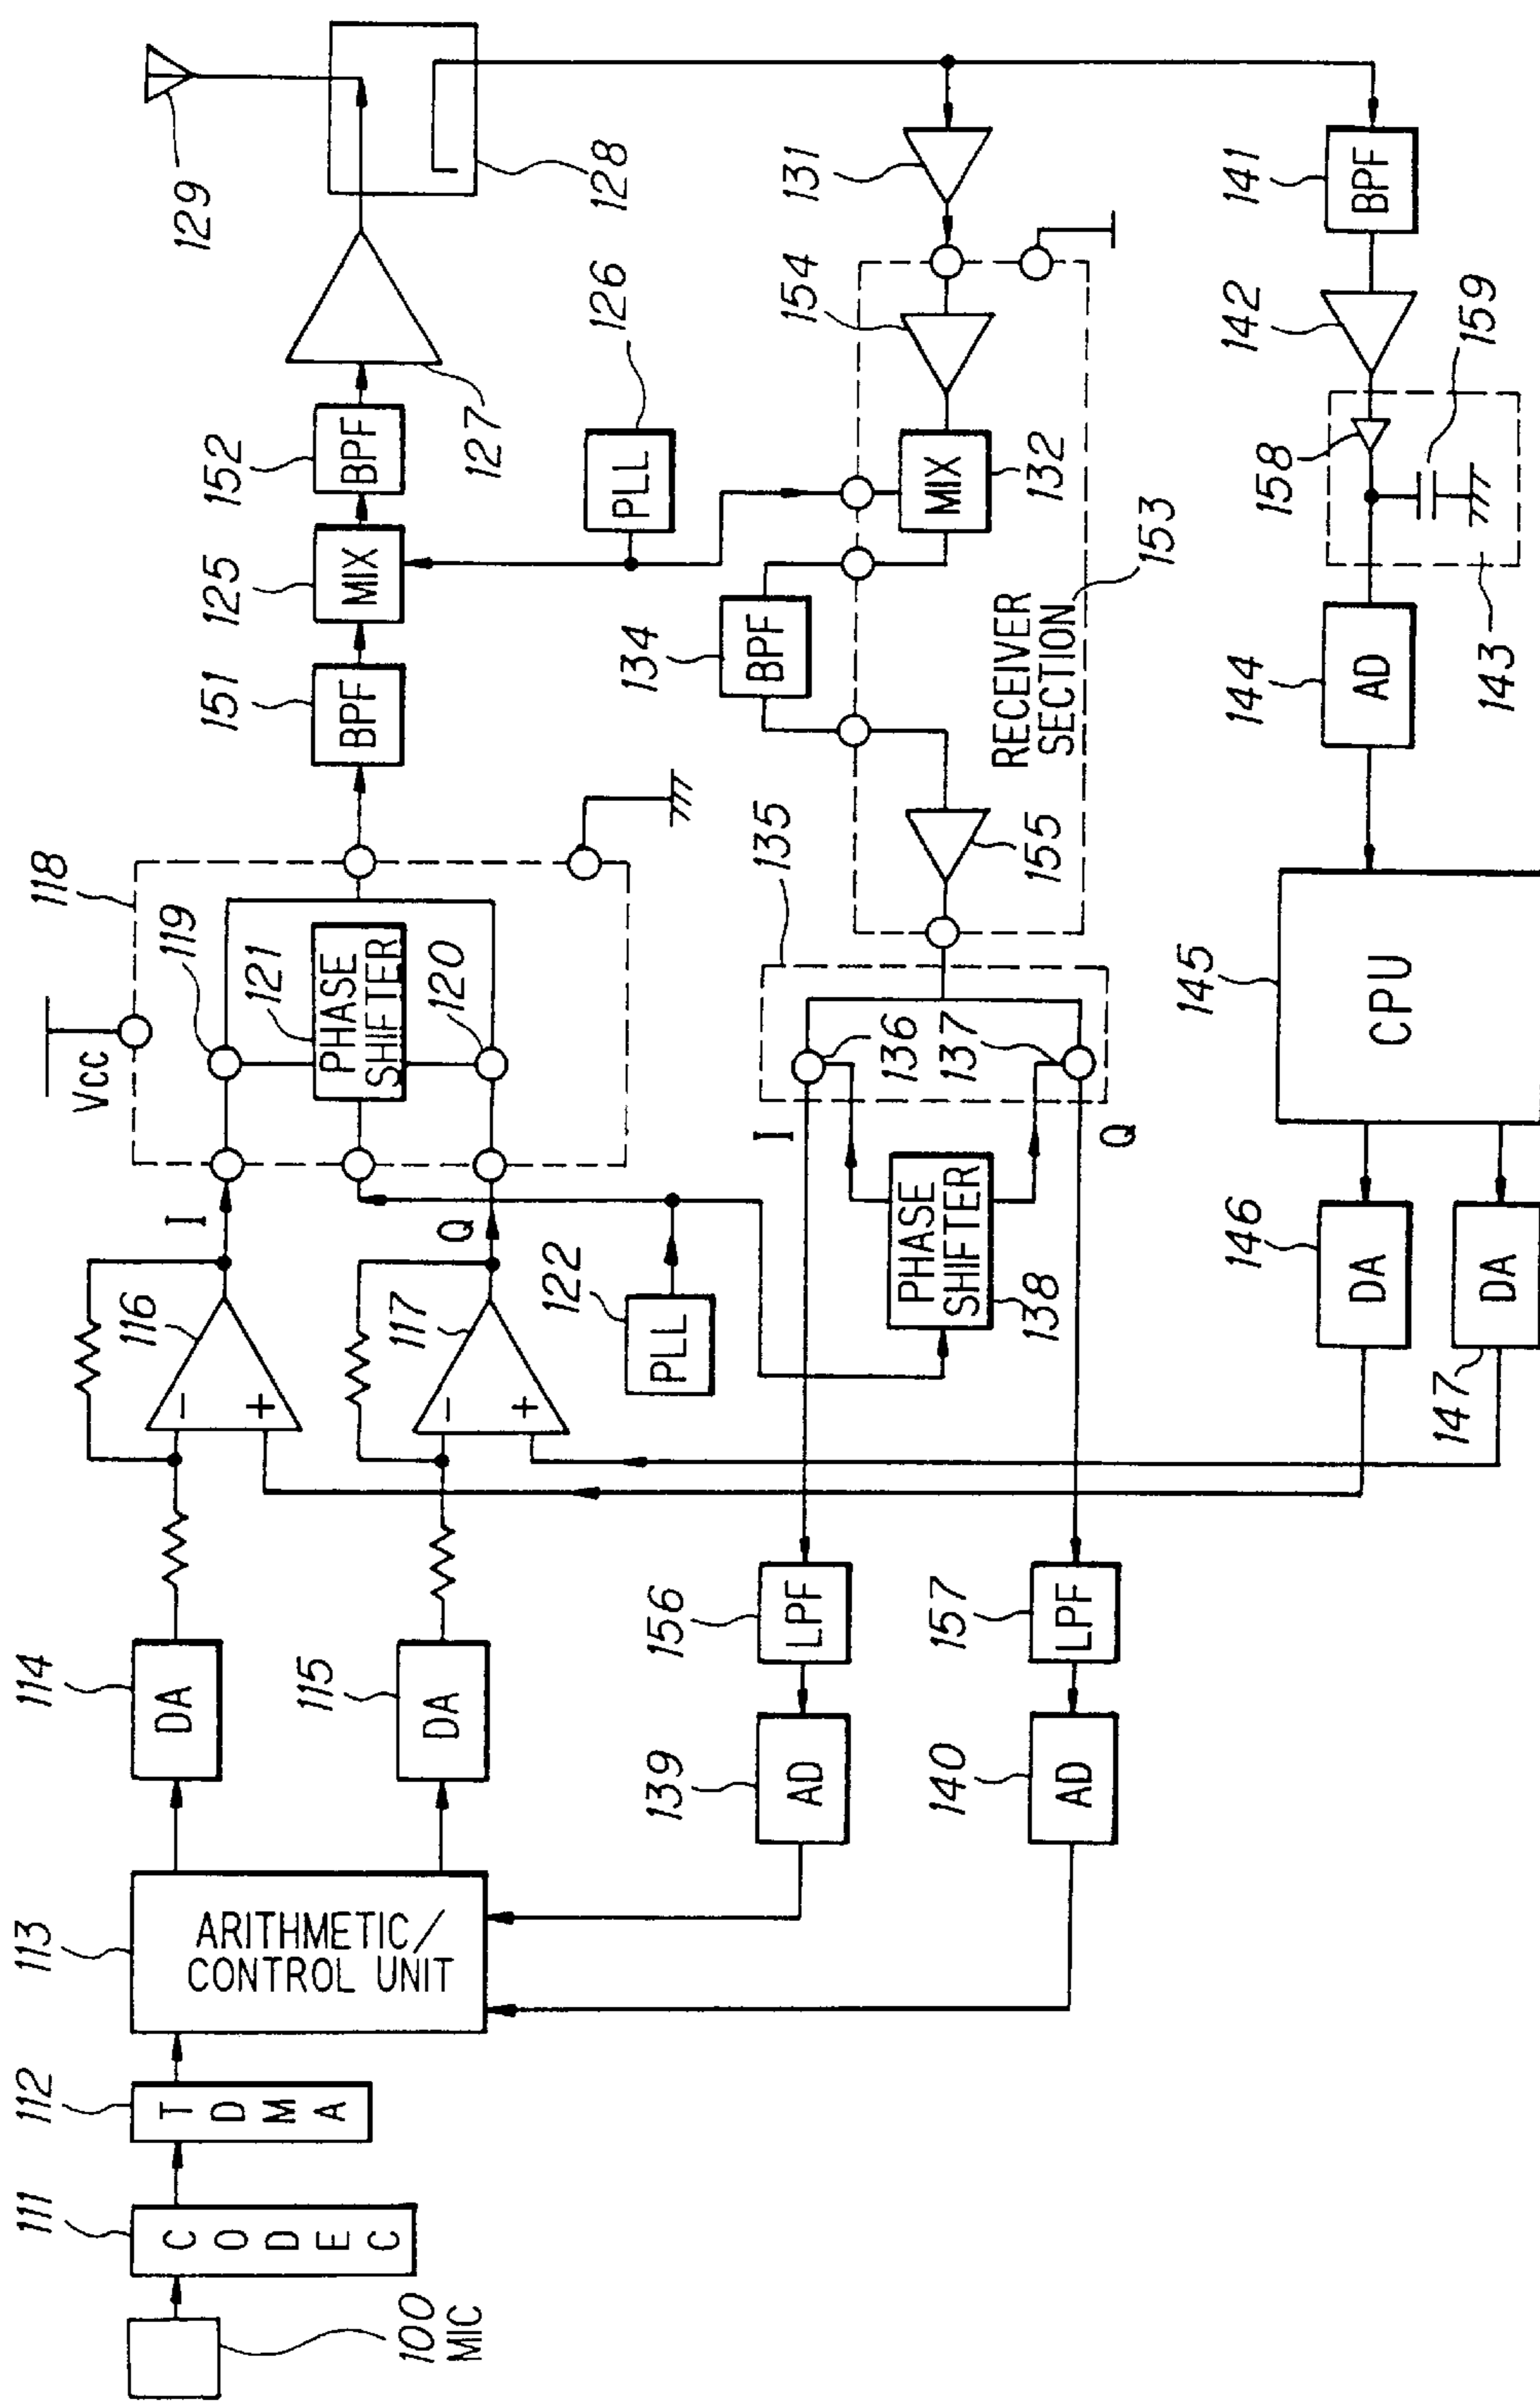 100
MIC
111
CODEC
112
TDMA
113
ARITHMETIC/
CONTROL UNIT
114
DA
115
DA
116
-
+
I
117
-
+
Q
118
Vcc
119
121
PHASE
SHIFTER
120
122
PLL
151
BPF
125
MIX
152
BPF
127
126
PLL
128
129
131
154
MIX
132
134
BPF
RECEIVER
SECTION
153
155
135
136
137
I
Q
PHASE
SHIFTER
138
156
LPF
157
LPF
139
AD
140
AD
141
BPF
142
158
159
143
144
AD
145
CPU
146
DA
147
DA